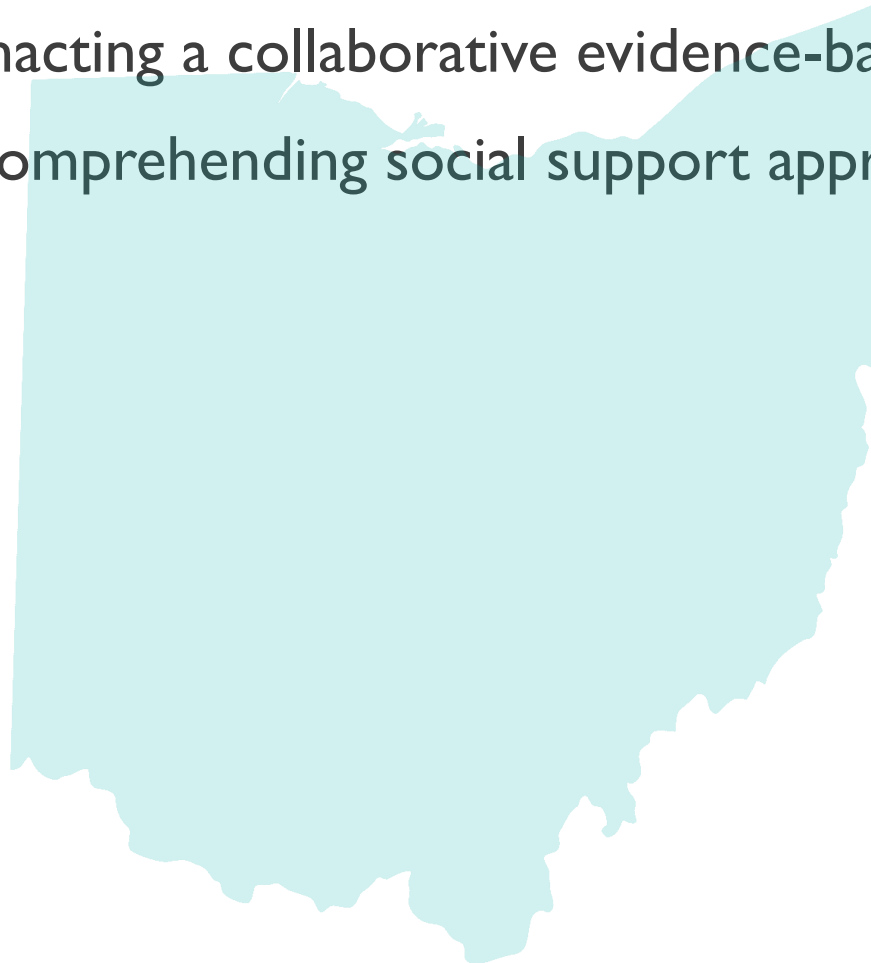 nacting a collaborative evidence-ba
omprehending social support appr